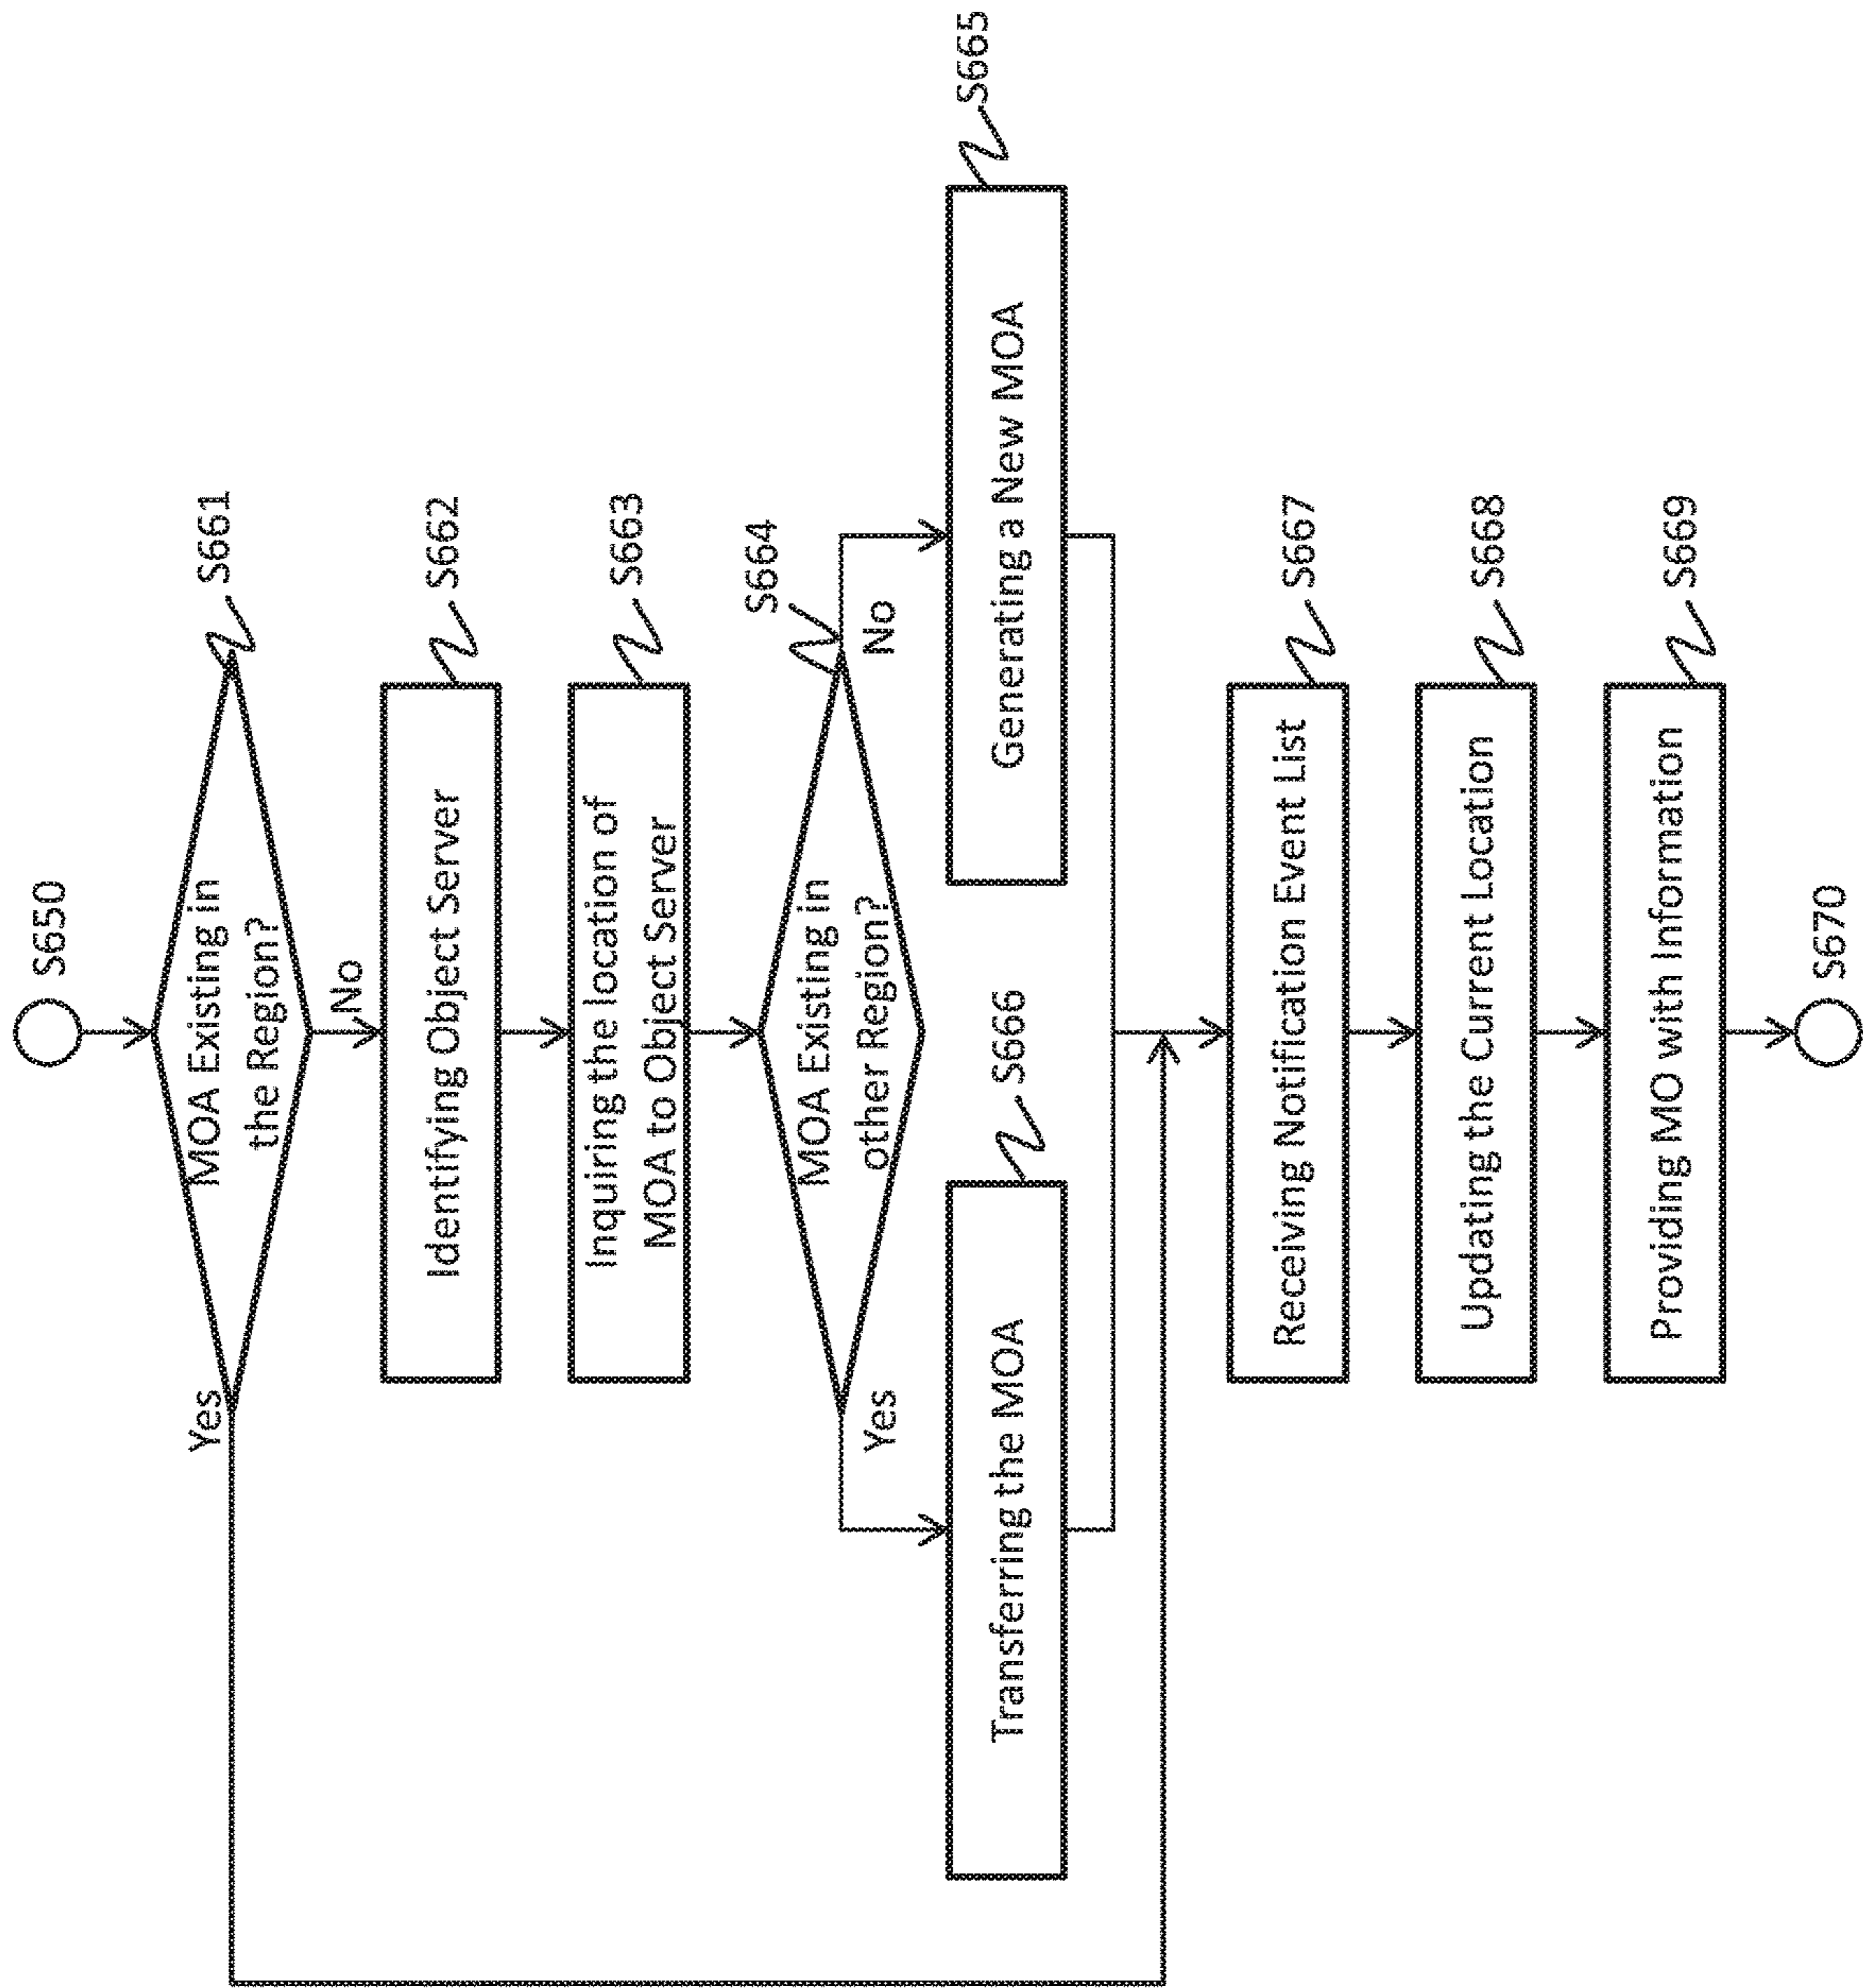 S650
MOA Existing in
the Region?
S661
Yes
No
Identifying Object Server
S662
Inquiring the location of
MOA to Object Server
S663
MOA Existing in
other Region?
S664
Yes
No
Transferring the MOA
S666
Generating a New MOA
S665
Receiving Notification Event List
S667
Updating the Current Location
S668
Providing MO with Information
S669
S670